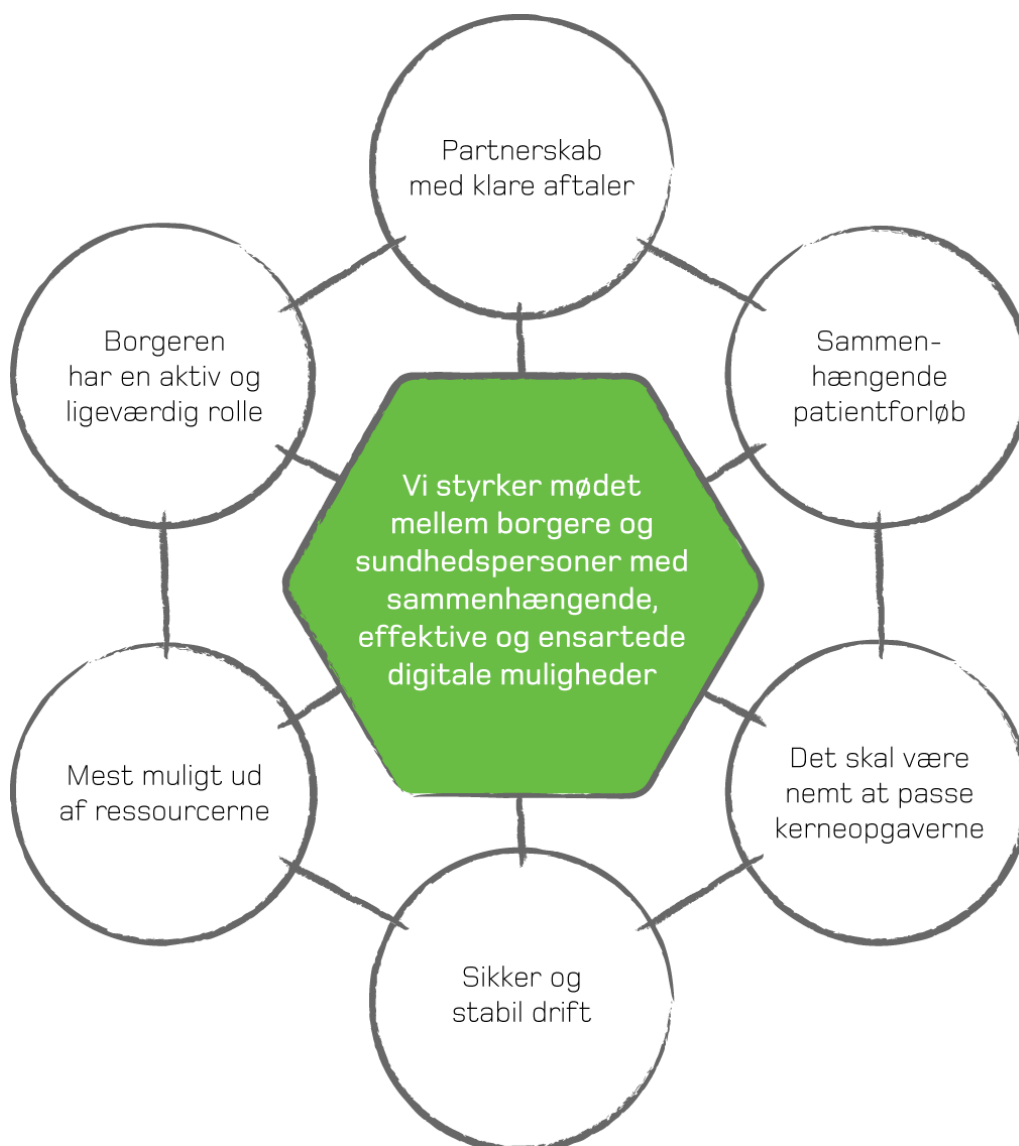 Partnerskab
med klare aftaler
Borgeren
har en aktiv og
ligeværdig rolle
Sammen-
hængende
patientforløb
Vi styrker mødet
mellem borgere og
sundhedspersoner med
sammenhængende,
effektive og ensartede
digitale muligheder
Mest muligt ud
af ressourcerne
Det skal være
nemt at passe
kerneopgaverne
Sikker og
stabil drift